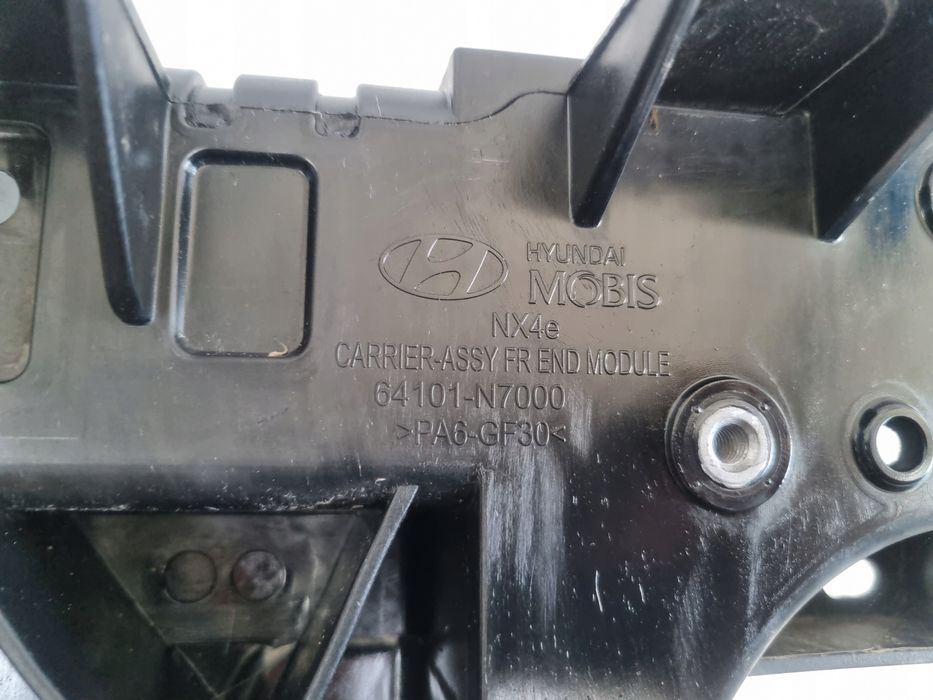 HYUNDAI
MOBIS
NX4e
CARRIER-ASSY FR END MODULE
64101-N7000
>PA6-GF30<